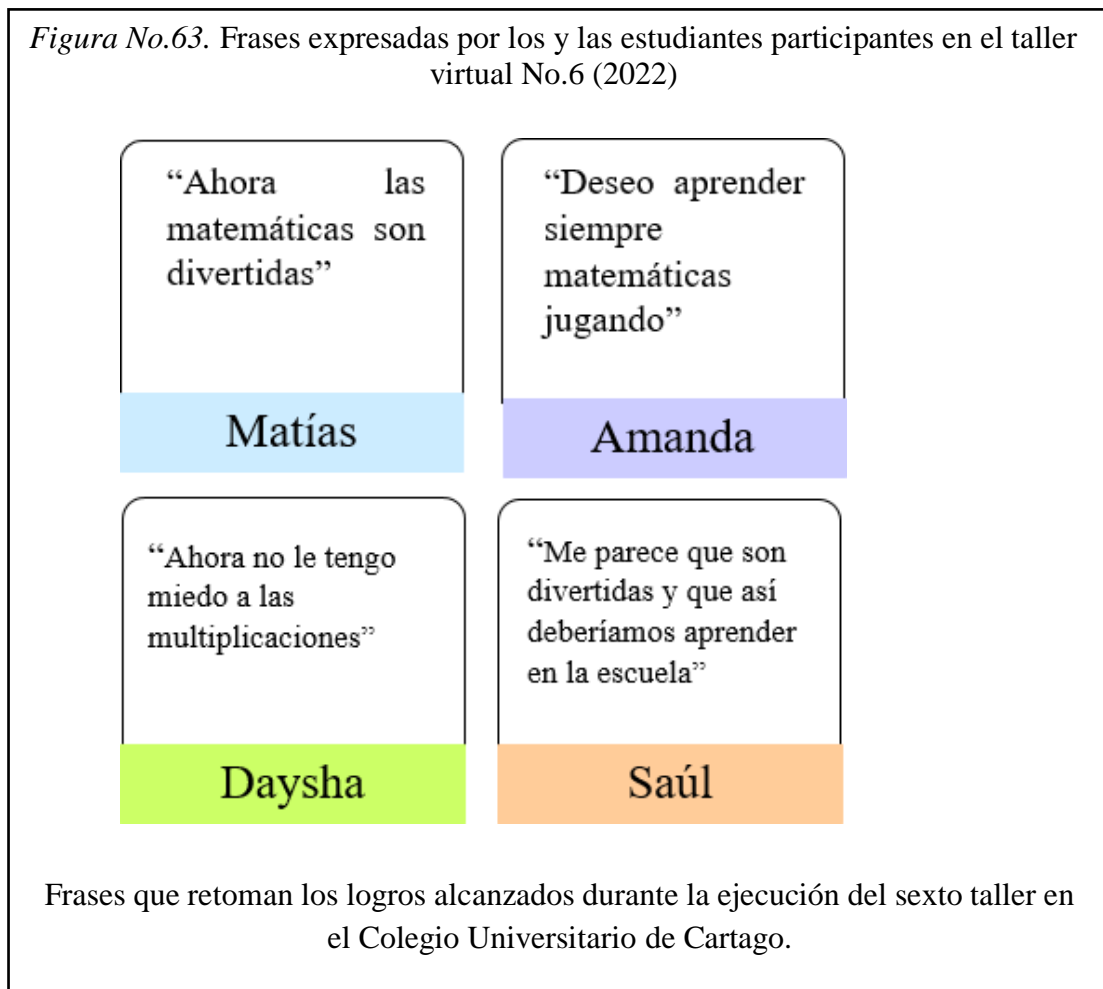 Figura No.63. Frases expresadas por los y las estudiantes participantes en el taller
virtual No.6 (2022)
“Ahora las
matemáticas son
divertidas”
Matías
“Deseo aprender
siempre
matemáticas
jugando”
Amanda
“Ahora no le tengo
miedo a las
multiplicaciones”
Daysha
“Me parece que son
divertidas y que así
deberíamos aprender
en la escuela”
Saúl
Frases que retoman los logros alcanzados durante la ejecución del sexto taller en
el Colegio Universitario de Cartago.